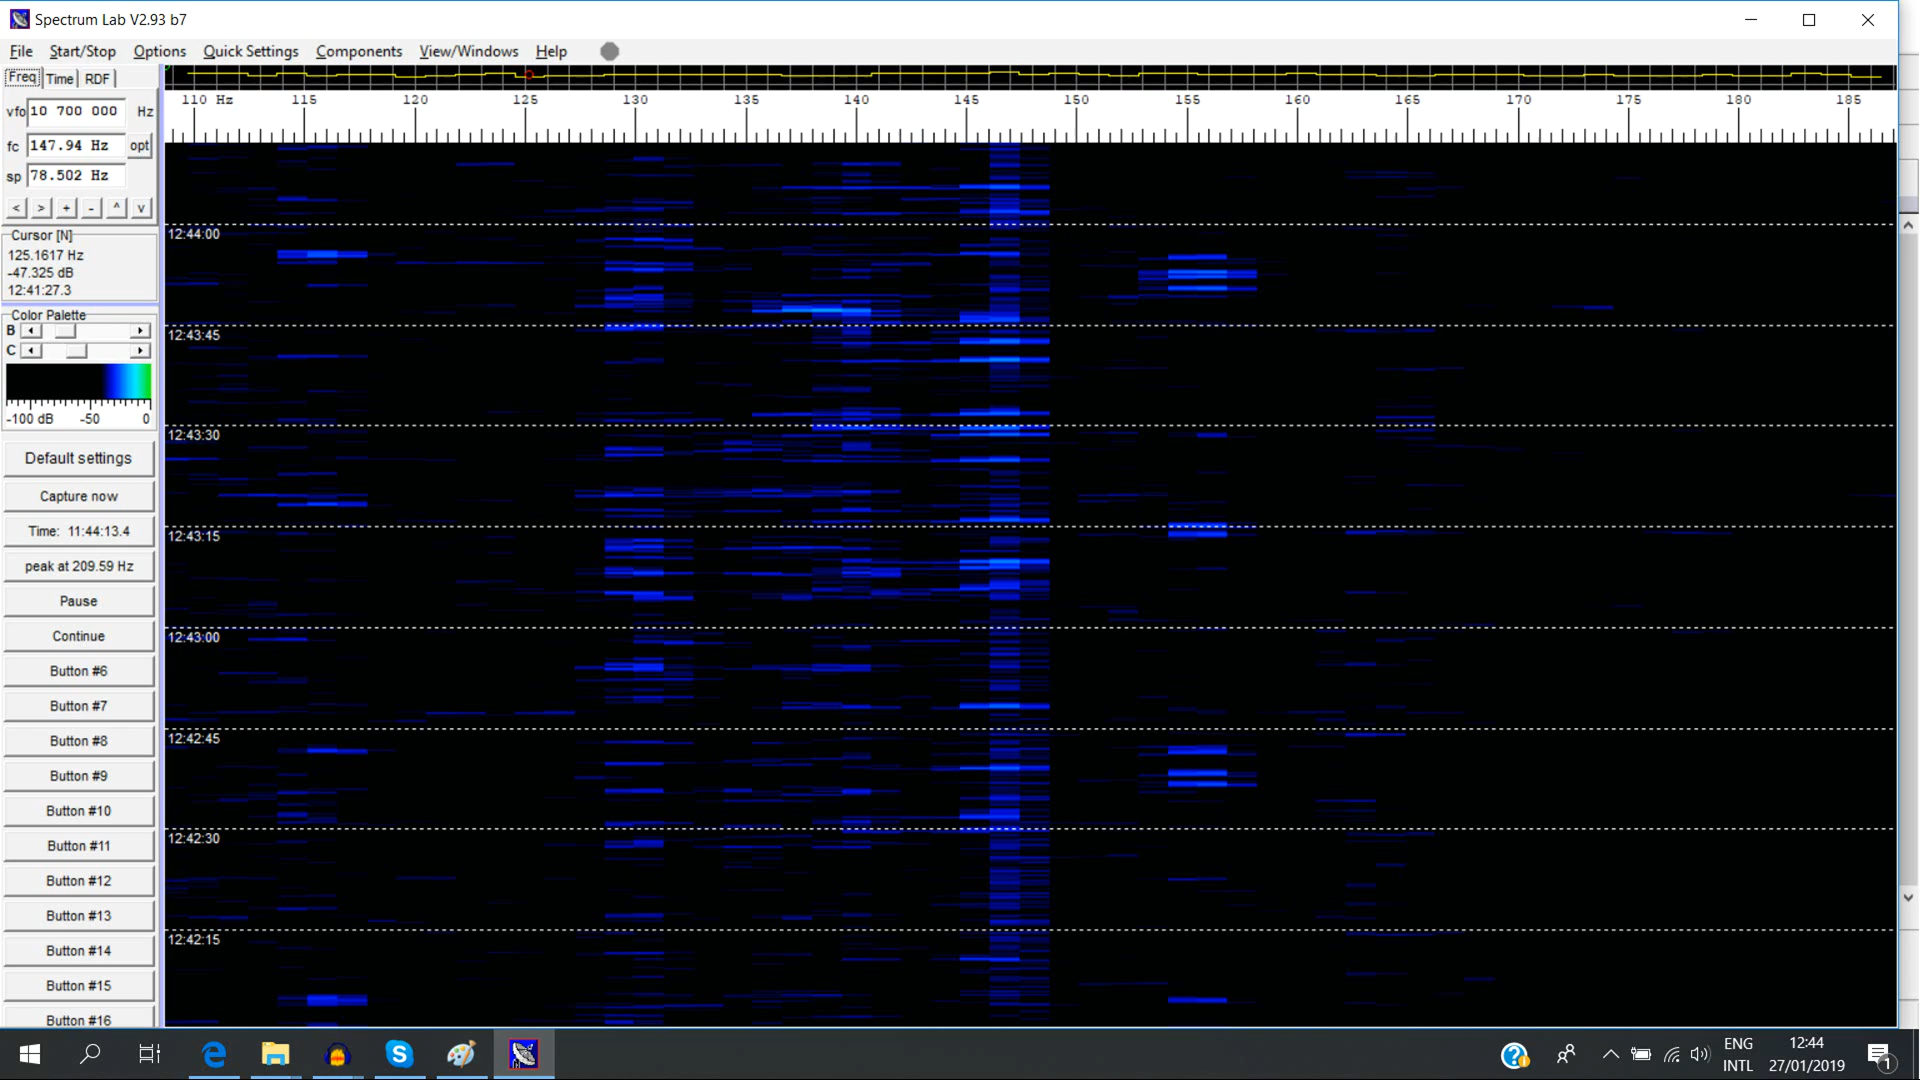 Spectrum Lab V2.93 b7
File Start/Stop Options Quick Settings Components View/Windows Help
Freq Time RDF
vfo 10 700 000 Hz
fc 147.94 Hz opt
sp 78.502 Hz
< > + - ^ v
Cursor [N]
125.1617 Hz
-47.325 dB
12:41:27.3
Color Palette
B
C
-100 dB -50 0
Default settings
Capture now
Time: 11:44:13.4
peak at 209.59 Hz
Pause
Continue
Button #6
Button #7
Button #8
Button #9
Button #10
Button #11
Button #12
Button #13
Button #14
Button #15
Button #16
110 Hz 115 120 125 130 135 140 145 150 155 160 165 170 175 180 185
12:44:00
12:43:45
12:43:30
12:43:15
12:43:00
12:42:45
12:42:30
12:42:15
ENG
INTL
12:44
27/01/2019
1